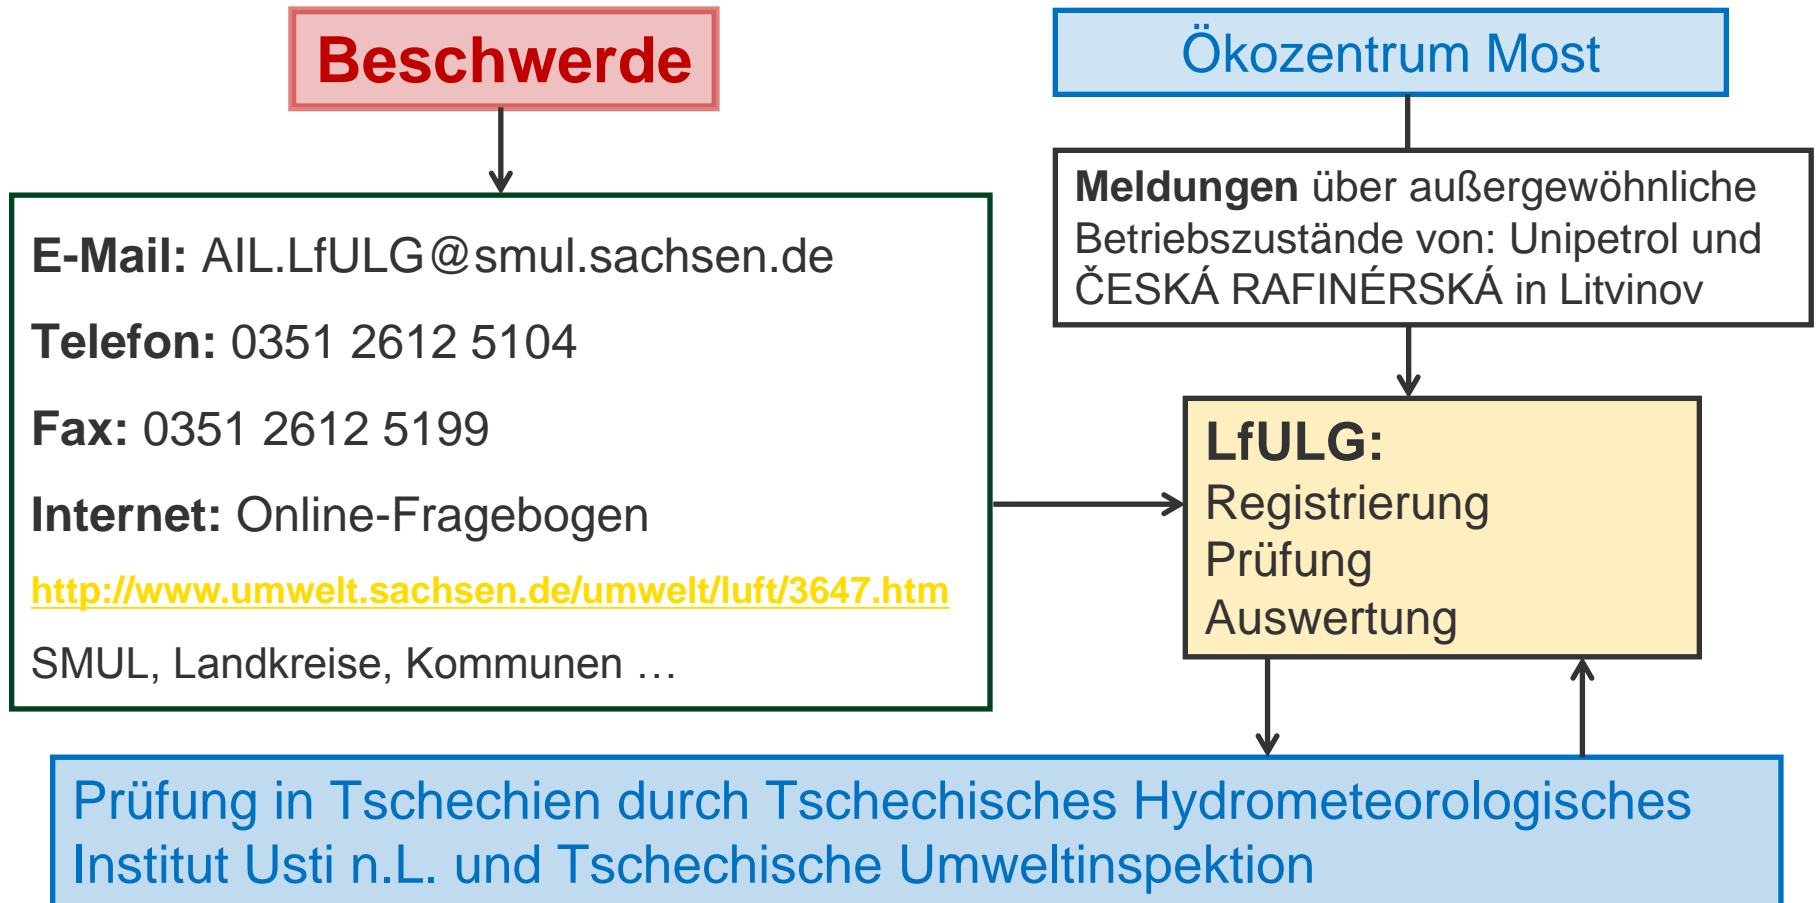 Beschwerde
E-Mail: AIL.LfULG@smul.sachsen.de
Telefon: 0351 2612 5104
Fax: 0351 2612 5199
Internet: Online-Fragebogen
http://www.umwelt.sachsen.de/umwelt/luft/3647.htm
SMUL, Landkreise, Kommunen …
Ökozentrum Most
Meldungen über außergewöhnliche
Betriebszustände von: Unipetrol und
ČESKÁ RAFINÉRSKÁ in Litvinov
LfULG:
Registrierung
Prüfung
Auswertung
Prüfung in Tschechien durch Tschechisches Hydrometeorologisches
Institut Usti n.L. und Tschechische Umweltinspektion